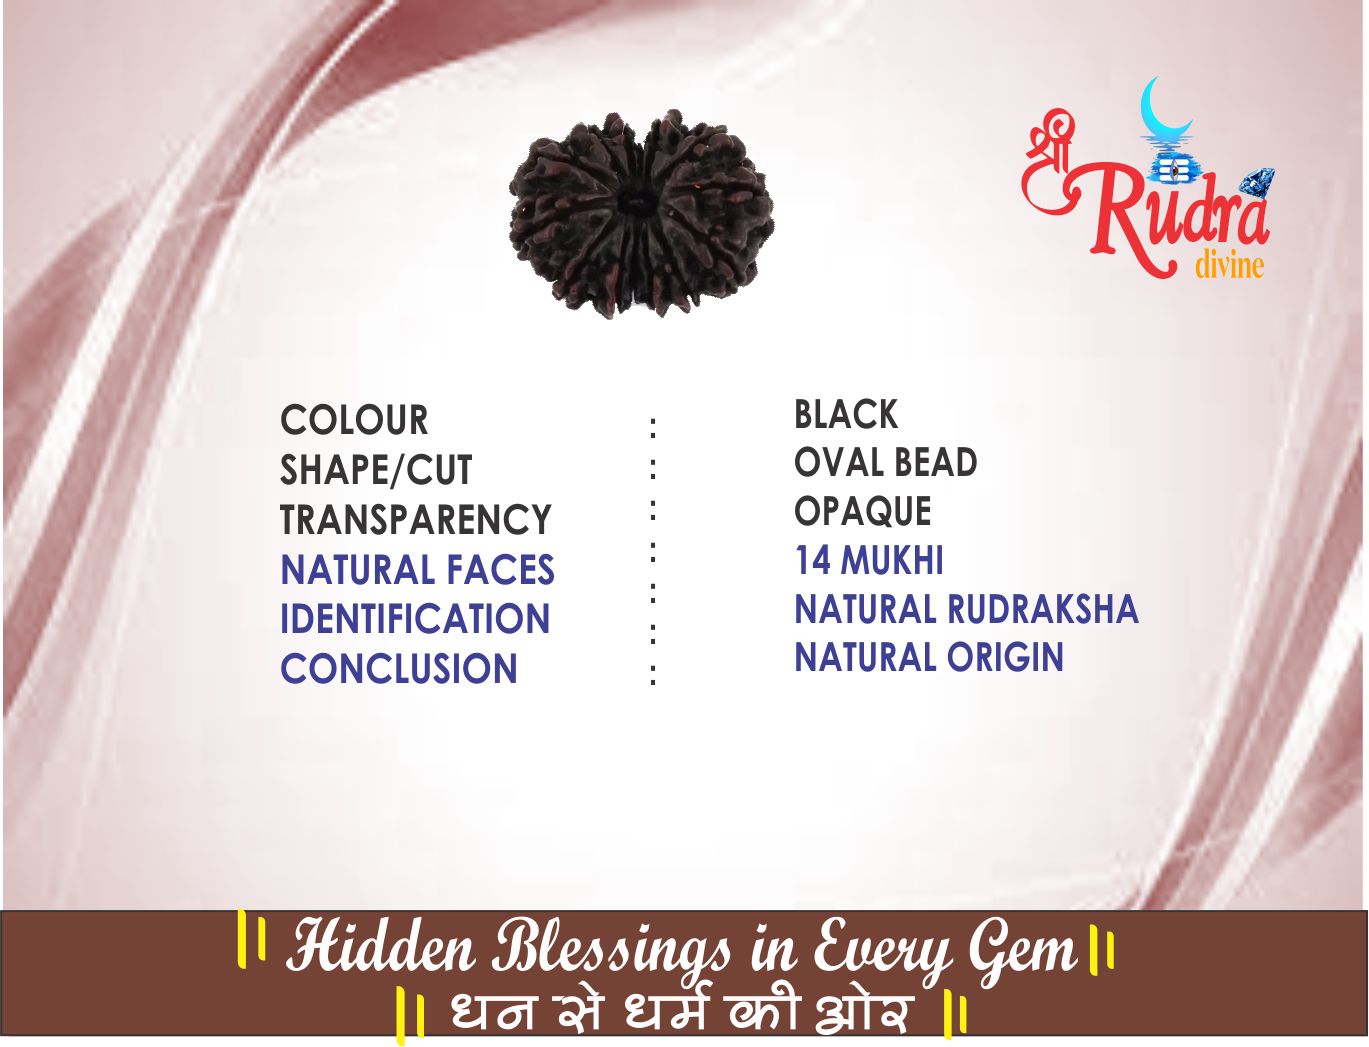 श्री
Rudra
divine
COLOUR : BLACK
SHAPE/CUT : OVAL BEAD
TRANSPARENCY : OPAQUE
NATURAL FACES : 14 MUKHI
IDENTIFICATION : NATURAL RUDRAKSHA
CONCLUSION : NATURAL ORIGIN
:
|| Hidden Blessings in Every Gem ||
|| धन से धर्म की ओर ||